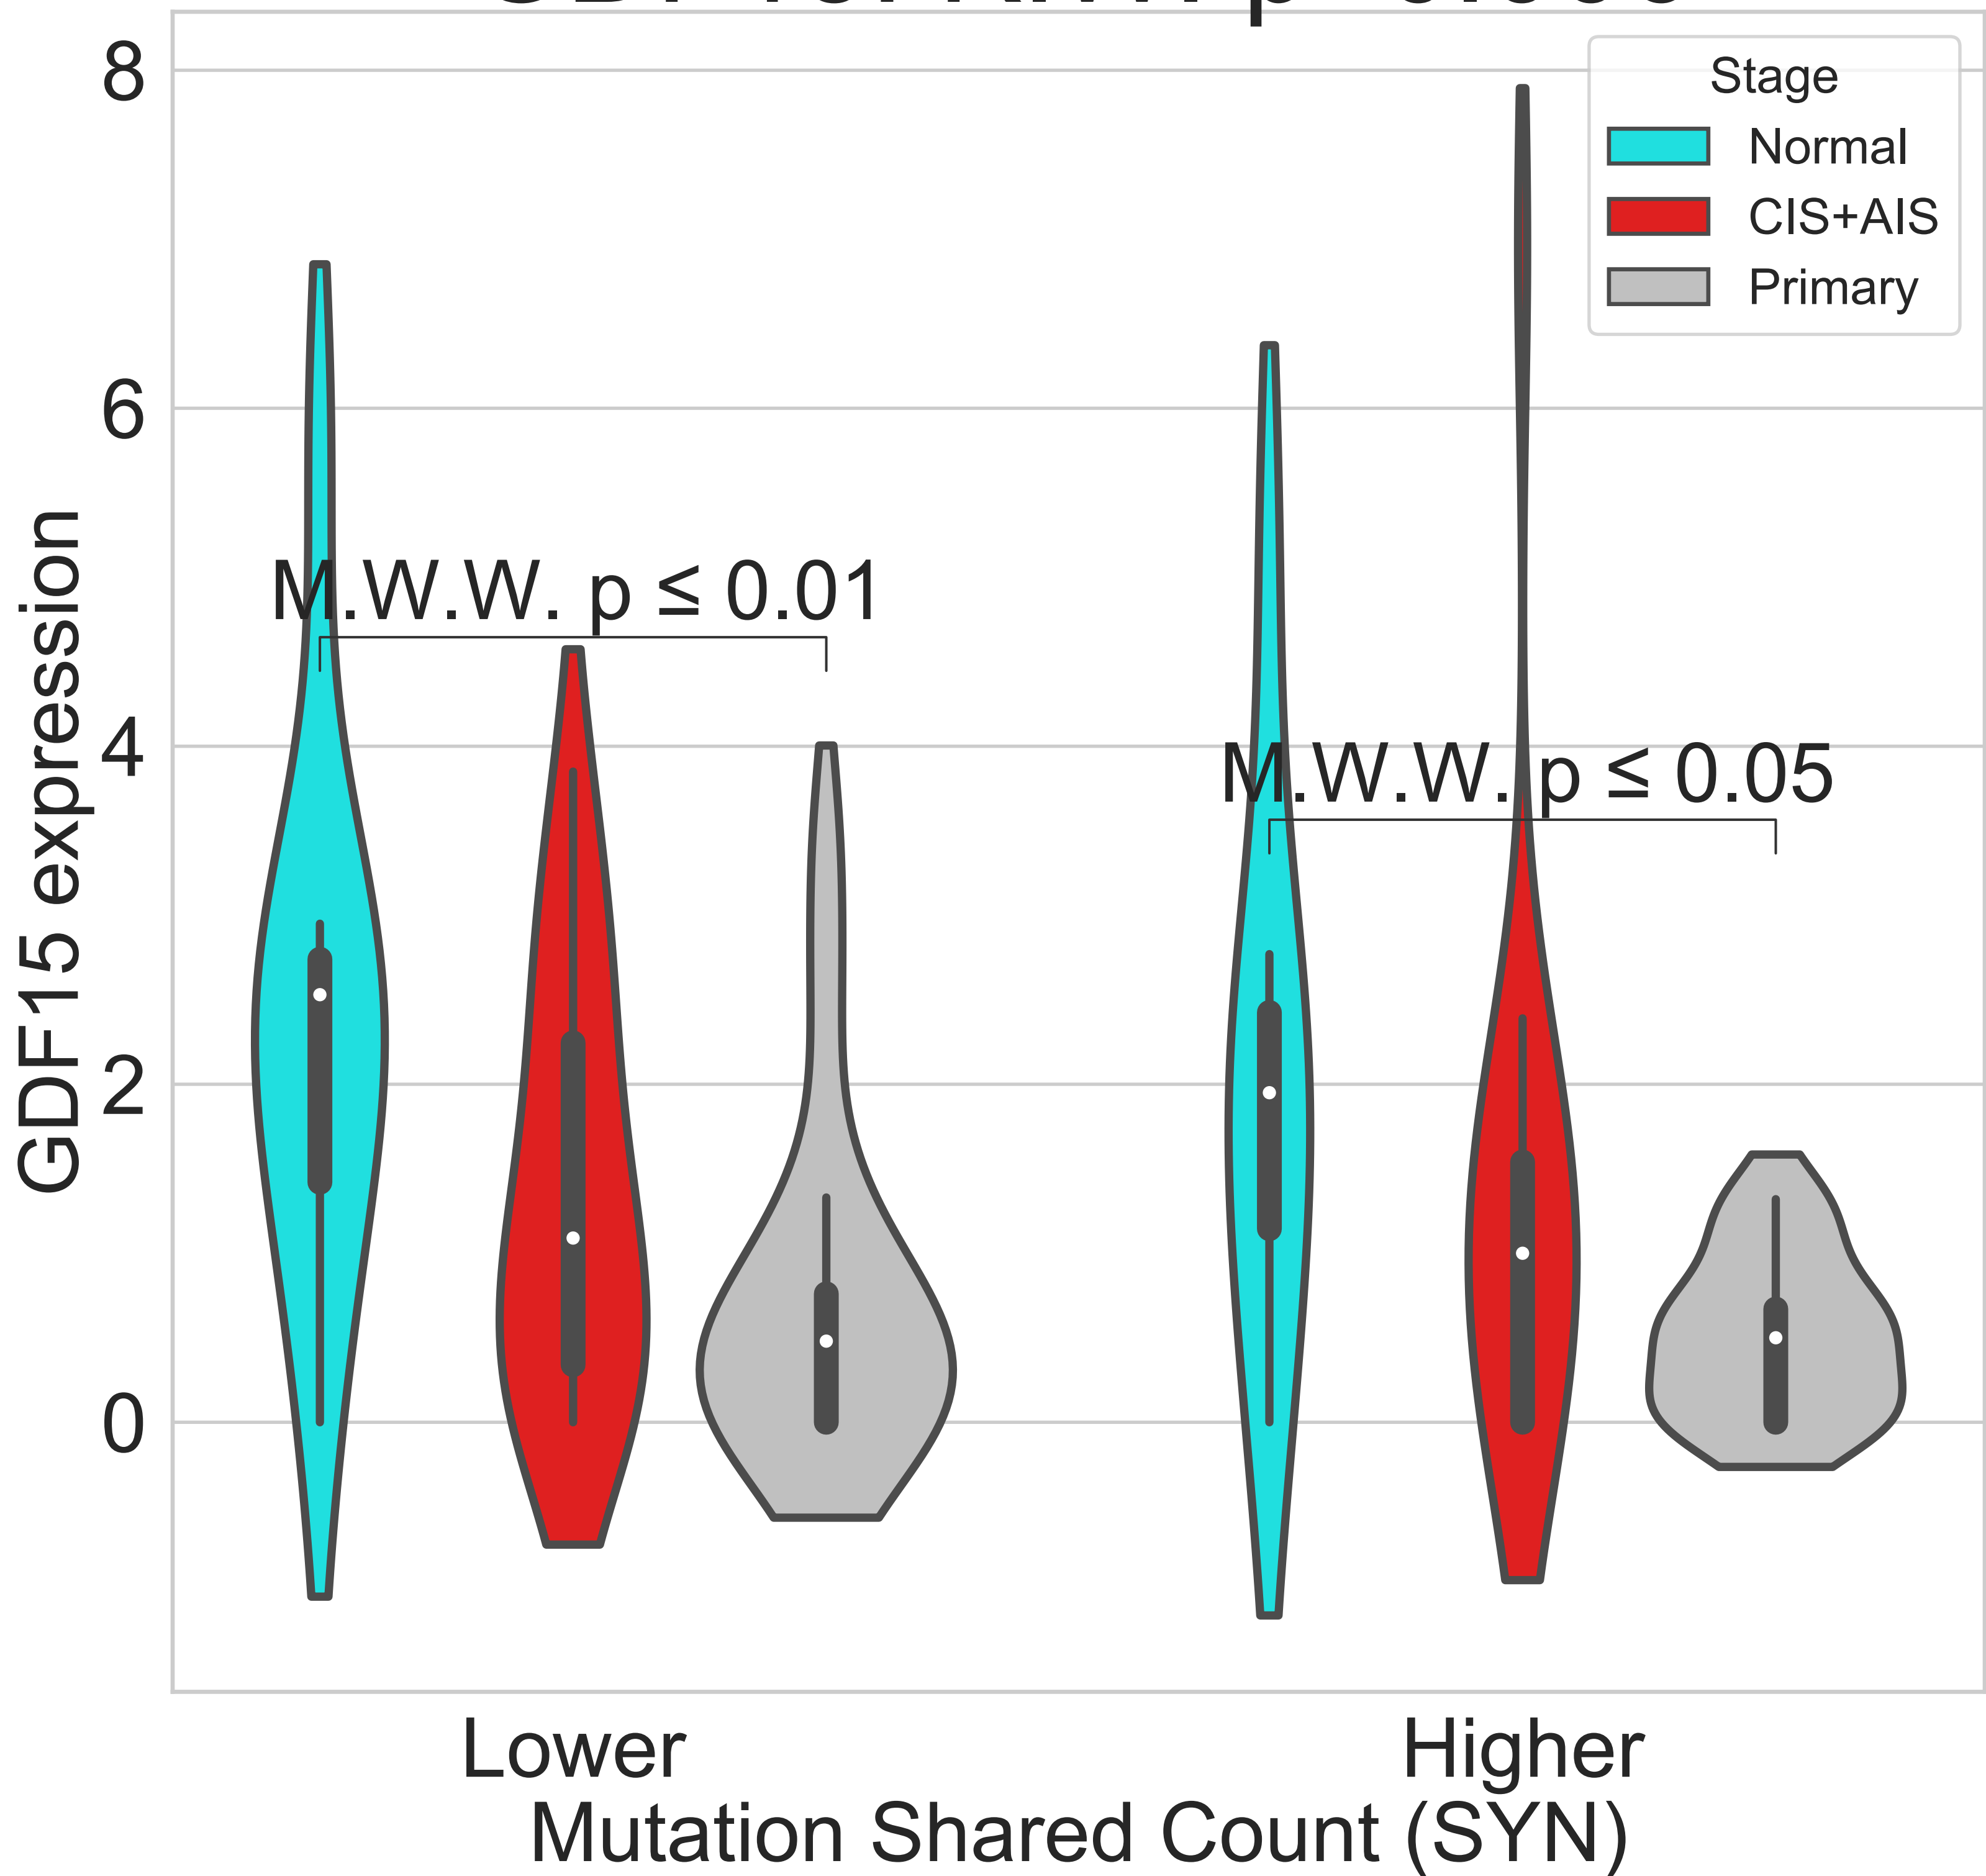 Stage
Normal
CIS+AIS
Primary
8
6
4
2
0
GDF15 expression
M.W.W. p ≤ 0.01
M.W.W. p ≤ 0.05
Lower
Higher
Mutation Shared Count (SYN)